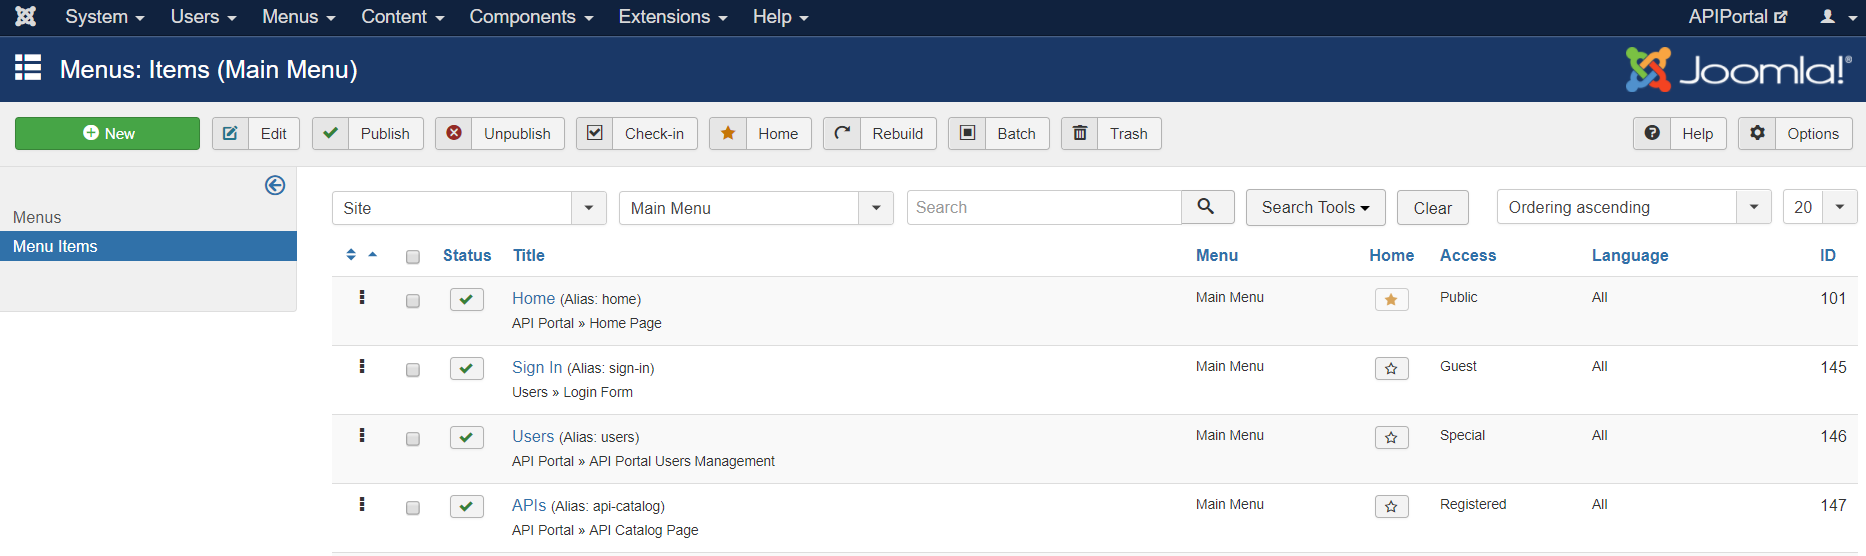 System Users Menus Content Components Extensions Help APIPortal
Menus: Items (Main Menu) Joomla!®
New Edit Publish Unpublish Check-in Home Rebuild Batch Trash Help Options
Menus
Menu Items
Site Main Menu Search Search Tools Clear Ordering ascending 20
Status Title Menu Home Access Language ID
Home (Alias: home) Main Menu Public All 101
API Portal » Home Page
Sign In (Alias: sign-in) Main Menu Guest All 145
Users » Login Form
Users (Alias: users) Main Menu Special All 146
API Portal » API Portal Users Management
APIs (Alias: api-catalog) Main Menu Registered All 147
API Portal » API Catalog Page